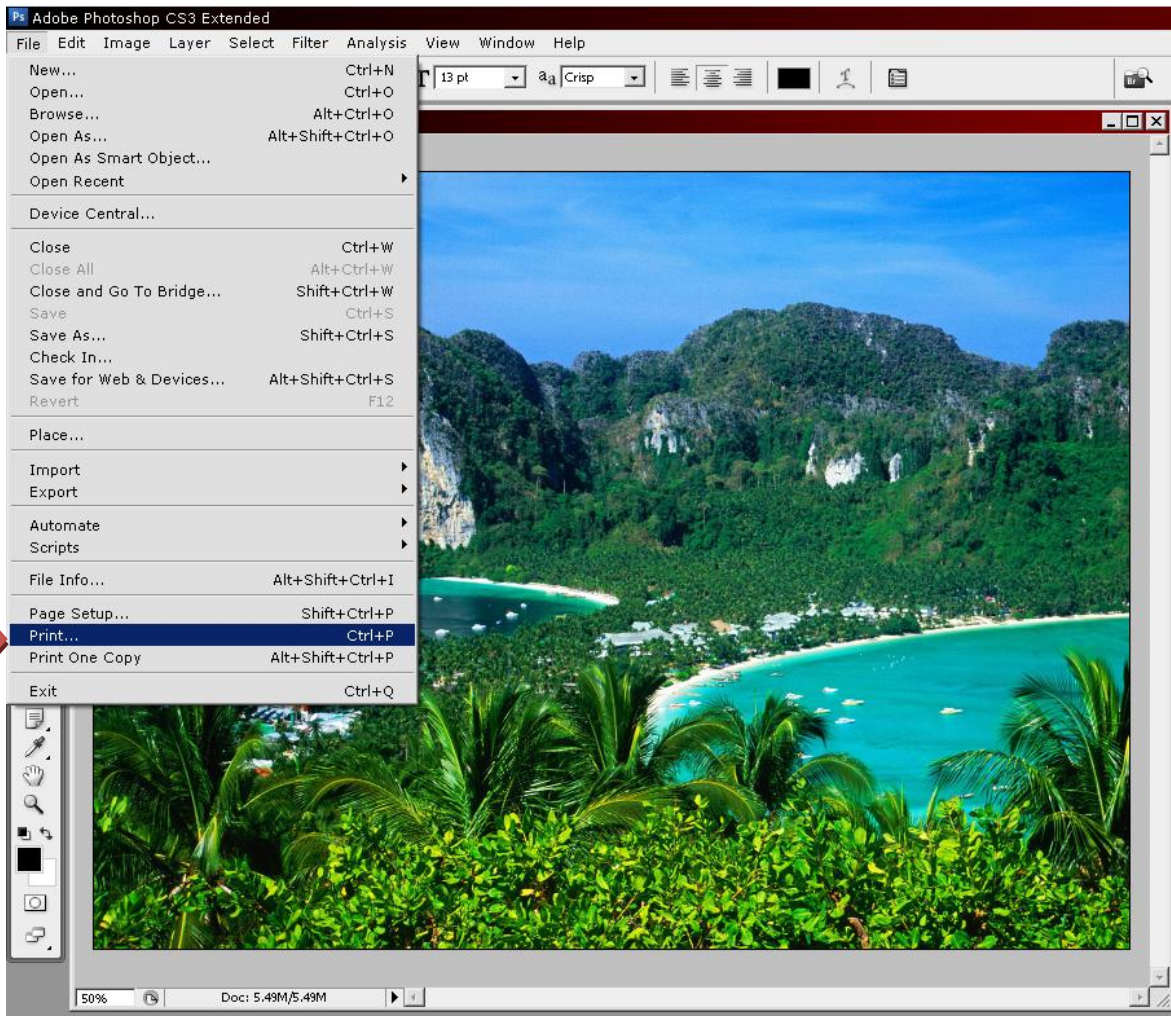 Ps Adobe Photoshop CS3 Extended
File Edit Image Layer Select Filter Analysis View Window Help
T 13 pt aa Crisp
New... Ctrl+N
Open... Ctrl+O
Browse... Alt+Ctrl+O
Open As... Alt+Shift+Ctrl+O
Open As Smart Object...
Open Recent
Device Central...
Close Ctrl+W
Close All Alt+Ctrl+W
Close and Go To Bridge... Shift+Ctrl+W
Save Ctrl+S
Save As... Shift+Ctrl+S
Check In...
Save for Web & Devices... Alt+Shift+Ctrl+S
Revert F12
Place...
Import
Export
Automate
Scripts
File Info... Alt+Shift+Ctrl+I
Page Setup... Shift+Ctrl+P
Print... Ctrl+P
Print One Copy Alt+Shift+Ctrl+P
Exit Ctrl+Q
50% Doc: 5.49M/5.49M